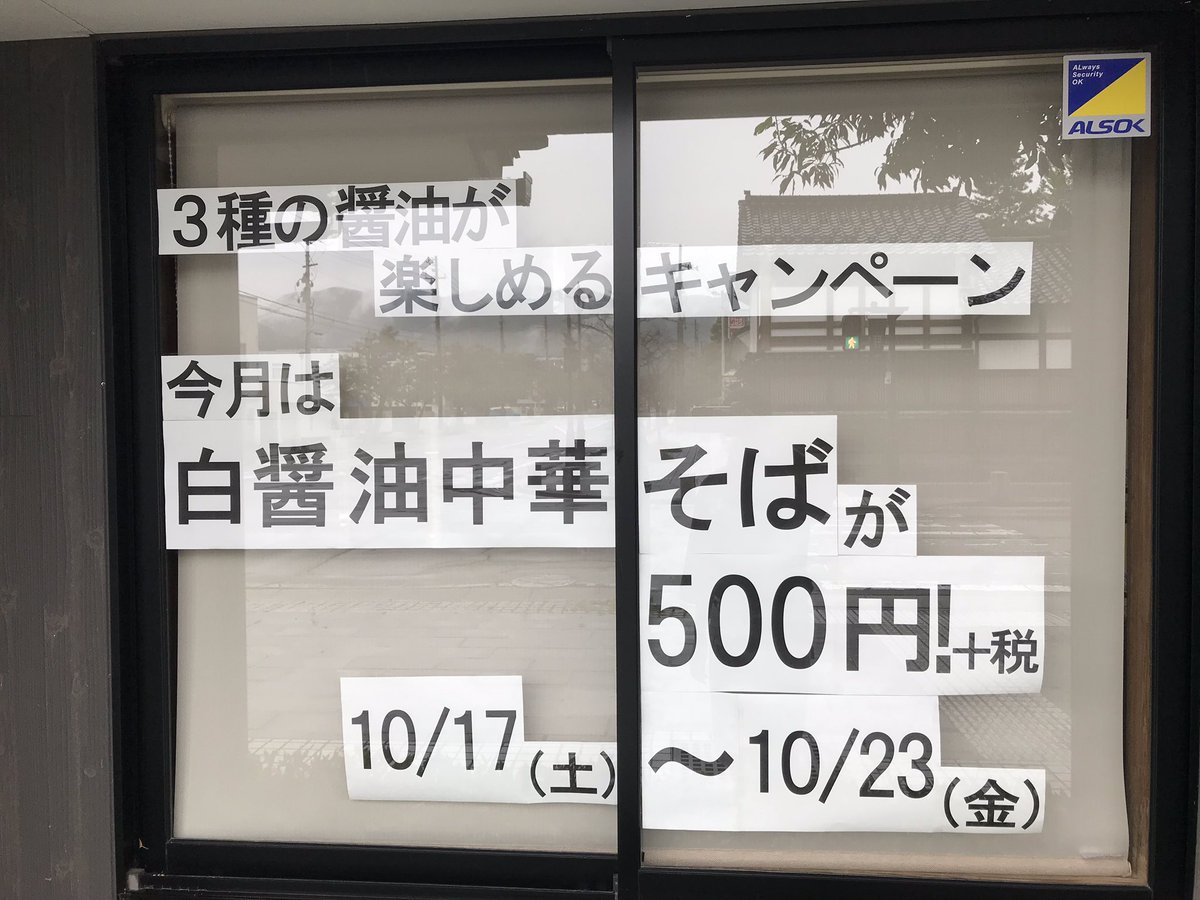 3種の醤油が
楽しめるキャンペーン
今月は
白醤油中華そばが
500円!+税
10/17(土)～10/23(金)
ALways
Security
OK
ALSOK